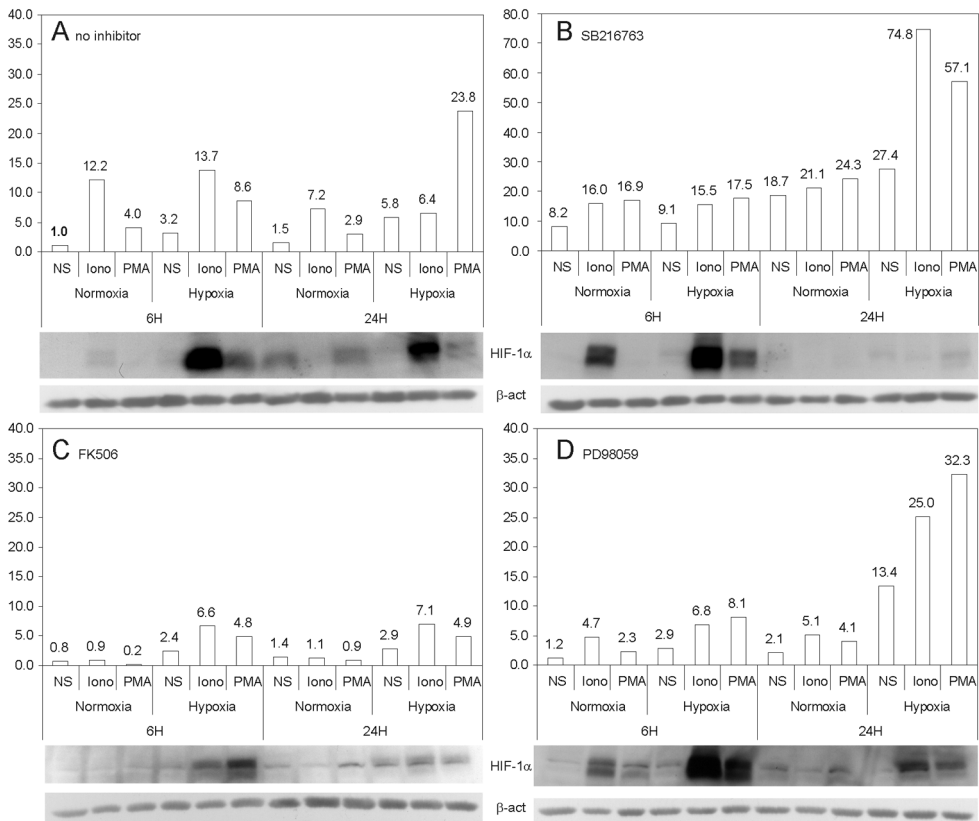 A no inhibitor
40.0
35.0
30.0
25.0
20.0
15.0
10.0
5.0
0.0
1.0 12.2 4.0 3.2 13.7 8.6 1.5 7.2 2.9 5.8 6.4 23.8
NS Iono PMA NS Iono PMA NS Iono PMA NS Iono PMA
Normoxia Hypoxia Normoxia Hypoxia
6H 24H
B SB216763
80.0
70.0
60.0
50.0
40.0
30.0
20.0
10.0
0.0
8.2 16.0 16.9 9.1 15.5 17.5 18.7 21.1 24.3 27.4 74.8 57.1
NS Iono PMA NS Iono PMA NS Iono PMA NS Iono PMA
Normoxia Hypoxia Normoxia Hypoxia
6H 24H
HIF-1α
β-act
C FK506
40.0
35.0
30.0
25.0
20.0
15.0
10.0
5.0
0.0
0.8 0.9 0.2 2.4 6.6 4.8 1.4 1.1 0.9 2.9 7.1 4.9
NS Iono PMA NS Iono PMA NS Iono PMA NS Iono PMA
Normoxia Hypoxia Normoxia Hypoxia
6H 24H
D PD98059
40.0
35.0
30.0
25.0
20.0
15.0
10.0
5.0
0.0
1.2 4.7 2.3 2.9 6.8 8.1 2.1 5.1 4.1 13.4 25.0 32.3
NS Iono PMA NS Iono PMA NS Iono PMA NS Iono PMA
Normoxia Hypoxia Normoxia Hypoxia
6H 24H
HIF-1α
β-act